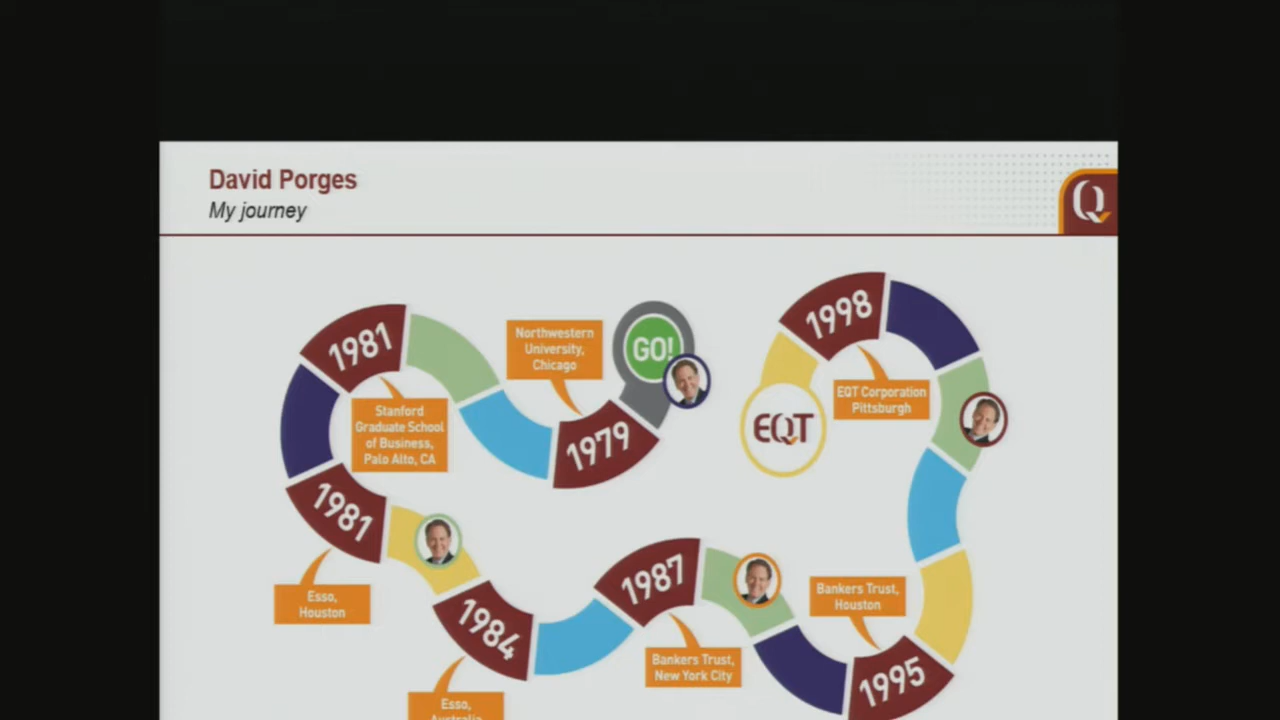 David Porges
My journey
Q
GO!
Northwestern
University,
Chicago
1979
1981
Stanford
Graduate School
of Business,
Palo Alto, CA
1981
Esso,
Houston
1984
Esso,
Australia
1987
Bankers Trust,
New York City
1995
Bankers Trust,
Houston
1998
EQT Corporation
Pittsburgh
EQT